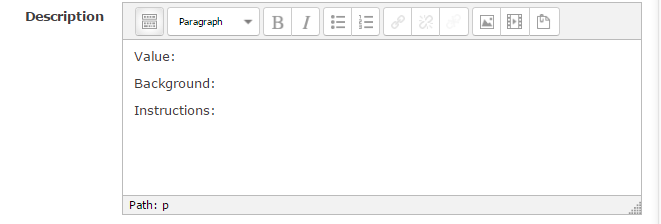 Description
Paragraph
B I
Value:
Background:
Instructions:
Path: p